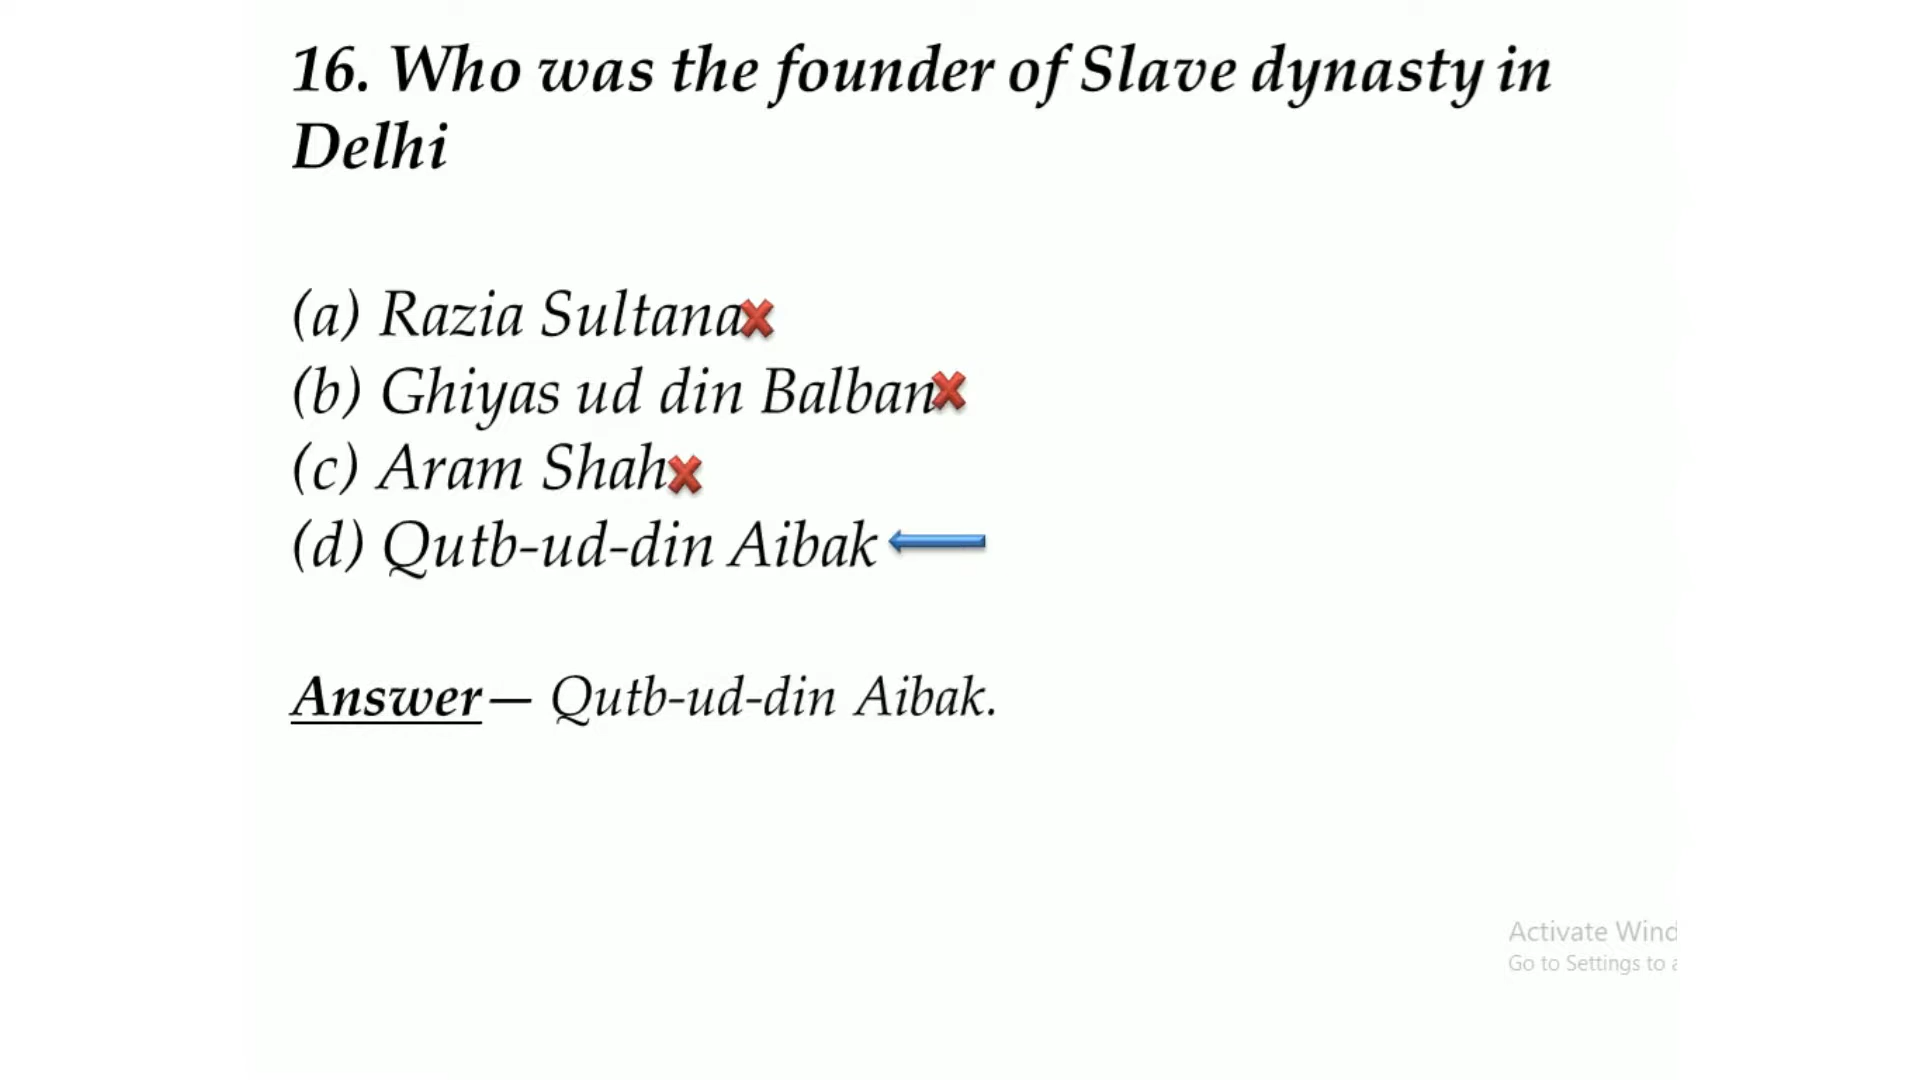 16. Who was the founder of Slave dynasty in
Delhi
(a) Razia Sultana
(b) Ghiyas ud din Balban
(c) Aram Shah
(d) Qutb-ud-din Aibak
Answer— Qutb-ud-din Aibak.
Activate Wind
Go to Settings to a